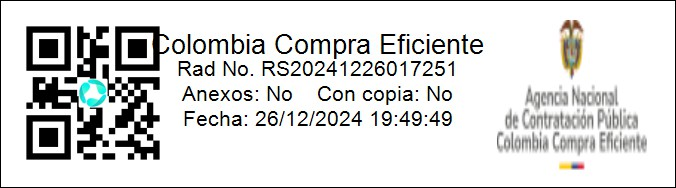 Colombia Compra Eficiente
Rad No. RS20241226017251
Anexos: No    Con copia: No
Fecha: 26/12/2024 19:49:49
Agencia Nacional
de Contratación Pública
Colombia Compra Eficiente